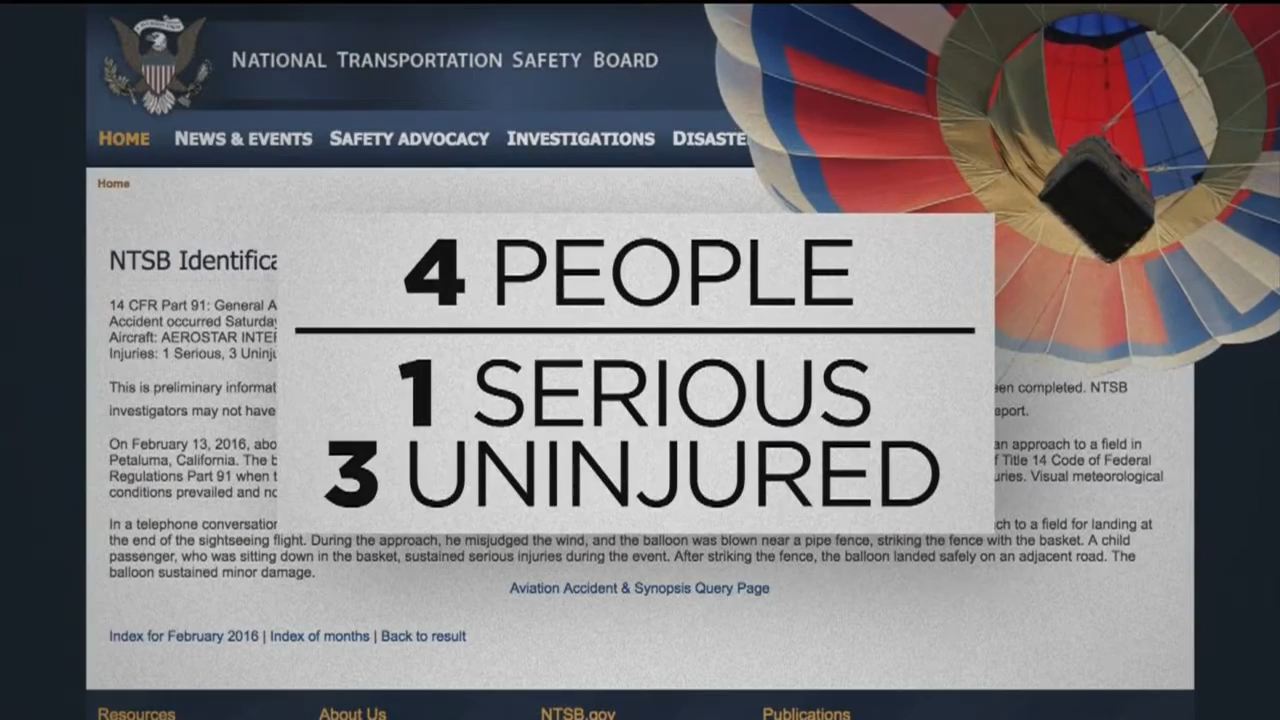 NATIONAL TRANSPORTATION SAFETY BOARD
HOME NEWS & EVENTS SAFETY ADVOCACY INVESTIGATIONS DISASTE
Home
NTSB Identifica
14 CFR Part 91: General A
Accident occurred Saturday
Aircraft: AEROSTAR INTER
Injuries: 1 Serious, 3 Uninju
4 PEOPLE
1 SERIOUS
3 UNINJURED
This is preliminary informat een completed. NTSB
investigators may not have eport.
On February 13, 2016, abo an approach to a field in
Petaluma, California. The b f Title 14 Code of Federal
Regulations Part 91 when t uries. Visual meteorological
conditions prevailed and no
In a telephone conversation ch to a field for landing at
the end of the sightseeing flight. During the approach, he misjudged the wind, and the balloon was blown near a pipe fence, striking the fence with the basket. A child
passenger, who was sitting down in the basket, sustained serious injuries during the event. After striking the fence, the balloon landed safely on an adjacent road. The
balloon sustained minor damage.
Aviation Accident & Synopsis Query Page
Index for February 2016 | Index of months | Back to result
Resources About Us NTSB.gov Publications